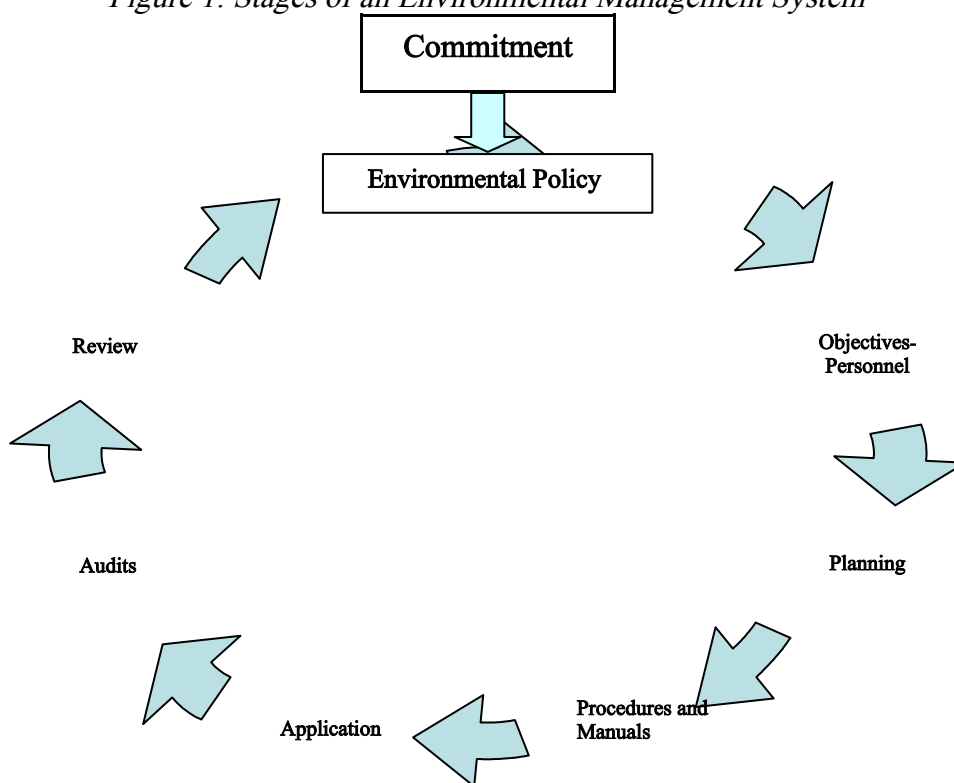 Figure 1: Stages of an Environmental Management System
Commitment
Environmental Policy
Objectives-
Personnel
Planning
Procedures and
Manuals
Application
Audits
Review